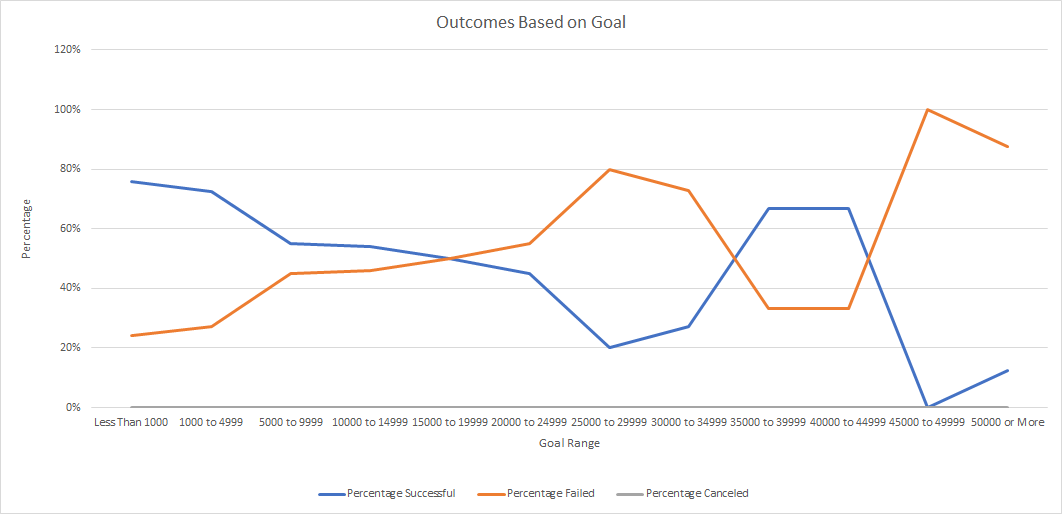 Outcomes Based on Goal
120%
100%
80%
60%
40%
20%
0%
Percentage
Less Than 1000 1000 to 4999 5000 to 9999 10000 to 14999 15000 to 19999 20000 to 24999 25000 to 29999 30000 to 34999 35000 to 39999 40000 to 44999 45000 to 49999 50000 or More
Goal Range
Percentage Successful Percentage Failed Percentage Canceled